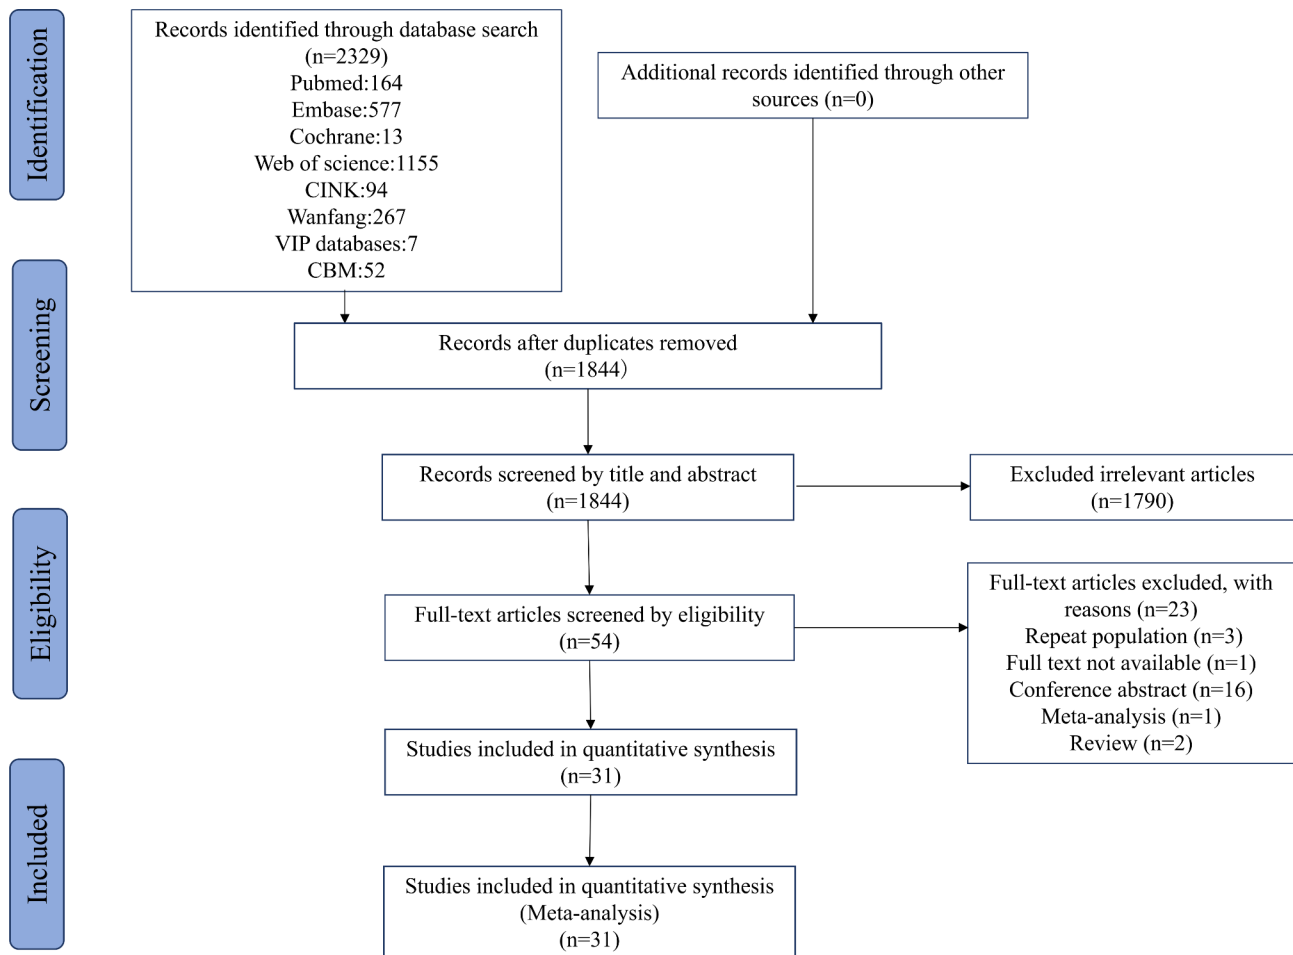 Identification
Records identified through database search
(n=2329)
Pubmed:164
Embase:577
Cochrane:13
Web of science:1155
CINK:94
Wanfang:267
VIP databases:7
CBM:52
Additional records identified through other
sources (n=0)
Screening
Records after duplicates removed
(n=1844）
Records screened by title and abstract
(n=1844)
Excluded irrelevant articles
(n=1790)
Eligibility
Full-text articles screened by eligibility
(n=54)
Full-text articles excluded, with
reasons (n=23)
Repeat population (n=3)
Full text not available (n=1)
Conference abstract (n=16)
Meta-analysis (n=1)
Review (n=2)
Studies included in quantitative synthesis
(n=31)
Included
Studies included in quantitative synthesis
(Meta-analysis)
(n=31)